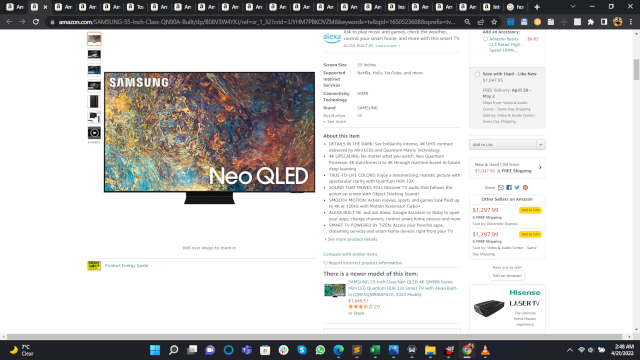 amazon.com/SAMSUNG-55-Inch-Class-QN90A-Built/dp/B08V3W4YKJ/ref=sr_1_32?
SAMSUNG
Neo QLED
Roll over image to zoom in
Product Energy Guide
Ask to play music and games, check the weather,
control your smart home, and more with this smart TV.
alexa
ALEXA BUILT-IN Learn more
Screen Size 55 Inches
Supported Netflix, Hulu, YouTube, and more
Internet
Services
Connectivity HDMI
Technology
Brand SAMSUNG
Resolution 4K
See more
About this item
DETAILS IN THE DARK: See brilliantly intense, 4K UHD contrast
delivered by Mini LEDs and Quantum Matrix Technology
4K UPSCALING: No matter what you watch, Neo Quantum
Processor 4K transforms it to 4K through machine based AI-based
deep learning
TRUE-TO-LIFE COLORS: Enjoy a mesmerizing, realistic picture with
spectacular clarity with Quantum HDR 32X
SOUND THAT MOVES YOU: Discover TV audio that follows the
action on screen with Object Tracking Sound+
SMOOTH MOTION: Action movies, sports and games look fluid up
to 4K at 120Hz with Motion Xcelerator Turbo+
ALEXA BUILT IN: Just ask Alexa, Google Assistant or Bixby to open
your apps, change channels, control smart home devices and more
SMART TV POWERED BY TIZEN: Access your favorite apps,
streaming services and smart home devices right from your TV
See more product details
Compare with similar items
Report incorrect product information.
There is a newer model of this item:
SAMSUNG 55-Inch Class Neo QLED 4K QN90B Series
Mini LED Quantum HDR 32x Smart TV with Alexa Built-
In (QN55QN90BAFXZA, 2022 Model)
$1,897.57
In Stock.
Add an Accessory:
Amazon Basics $6.82
CL3 Rated High-
Speed HDMI...
Save with Used - Like New
$1,047.95
FREE delivery: April 28 -
May 2
Ships from: Video & Audio
Center - Same Day Shipping
Sold by: Video & Audio Center -
Same Day Shipping
Add to List
New & Used (18) from
$1,047.95 & FREE Shipping
Share
Other Sellers on Amazon
$1,297.99 Add to Cart
& FREE Shipping
Sold by: Electronic Express
$1,297.99 Add to Cart
& FREE Shipping
Sold by: Video & Audio Center - Same
Day Shipping
Have one to sell?
Sell on Amazon
Hisense
LASER TV
The ultimate
home theater
experience
7°C
Clear
2:48 AM
4/21/2022